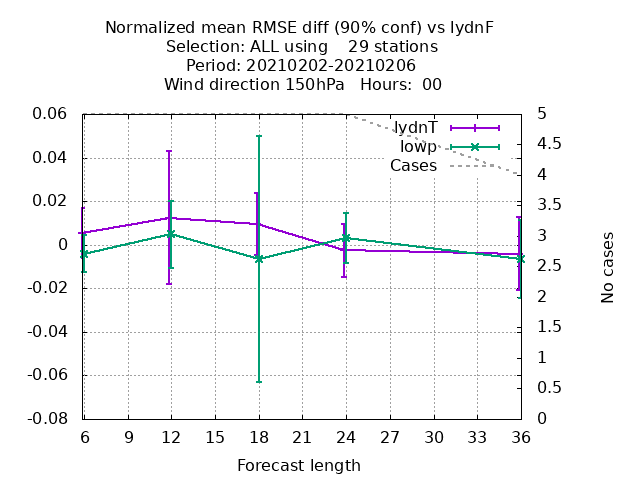 Normalized mean RMSE diff (90% conf) vs lydnF
Selection: ALL using    29 stations
Period: 20210202-20210206
Wind direction 150hPa   Hours:  00
lydnT
lowp
Cases
0.06
0.04
0.02
0
-0.02
-0.04
-0.06
-0.08
5
4.5
4
3.5
3
2.5
2
1.5
1
0.5
0
No cases
6 9 12 15 18 21 24 27 30 33 36
Forecast length